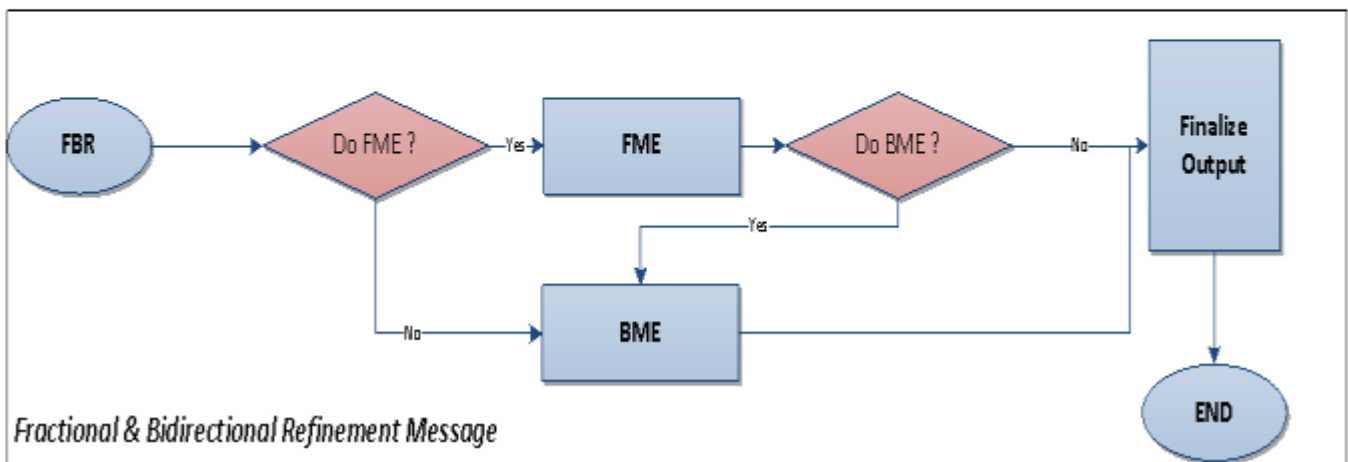 FBR
Do FME ?
Yes
FME
Do BME ?
No
Finalize
Output
Yes
No
BME
END
Fractional & Bidirectional Refinement Message